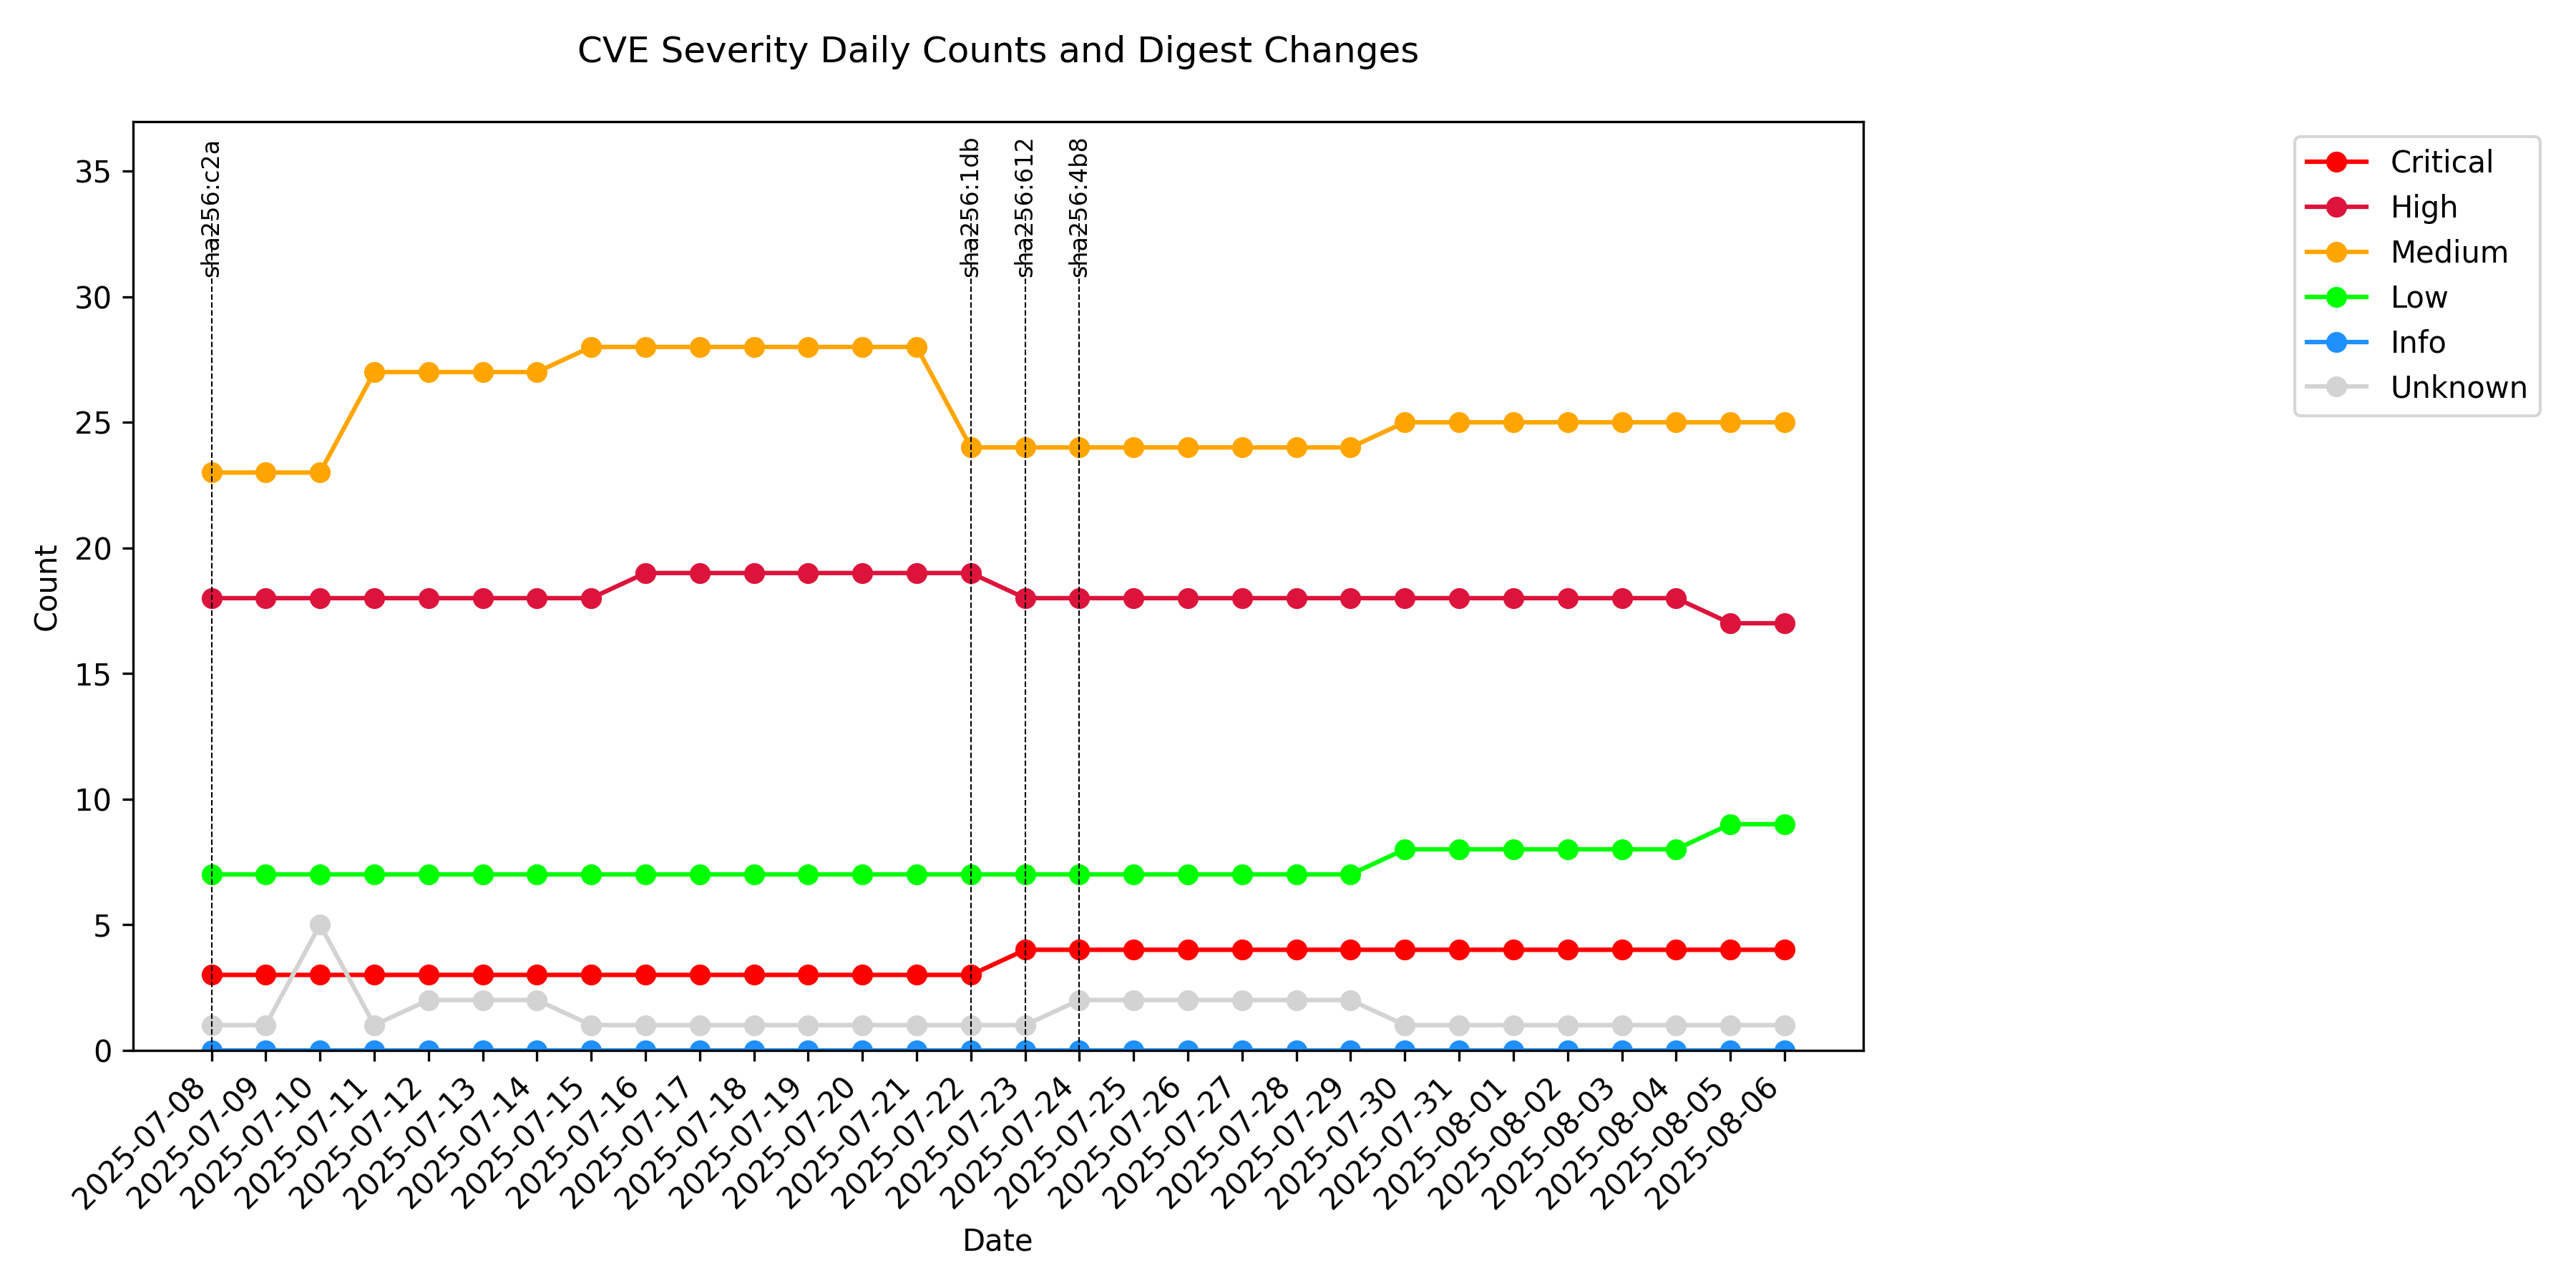 CVE Severity Daily Counts and Digest Changes
sha256:c2a
sha256:1db
sha256:612
sha256:4b8
Critical
High
Medium
Low
Info
Unknown
Count
35
30
25
20
15
10
5
0
2025-07-08
2025-07-09
2025-07-10
2025-07-11
2025-07-12
2025-07-13
2025-07-14
2025-07-15
2025-07-16
2025-07-17
2025-07-18
2025-07-19
2025-07-20
2025-07-21
2025-07-22
2025-07-23
2025-07-24
2025-07-25
2025-07-26
2025-07-27
2025-07-28
2025-07-29
2025-07-30
2025-07-31
2025-08-01
2025-08-02
2025-08-03
2025-08-04
2025-08-05
2025-08-06
Date